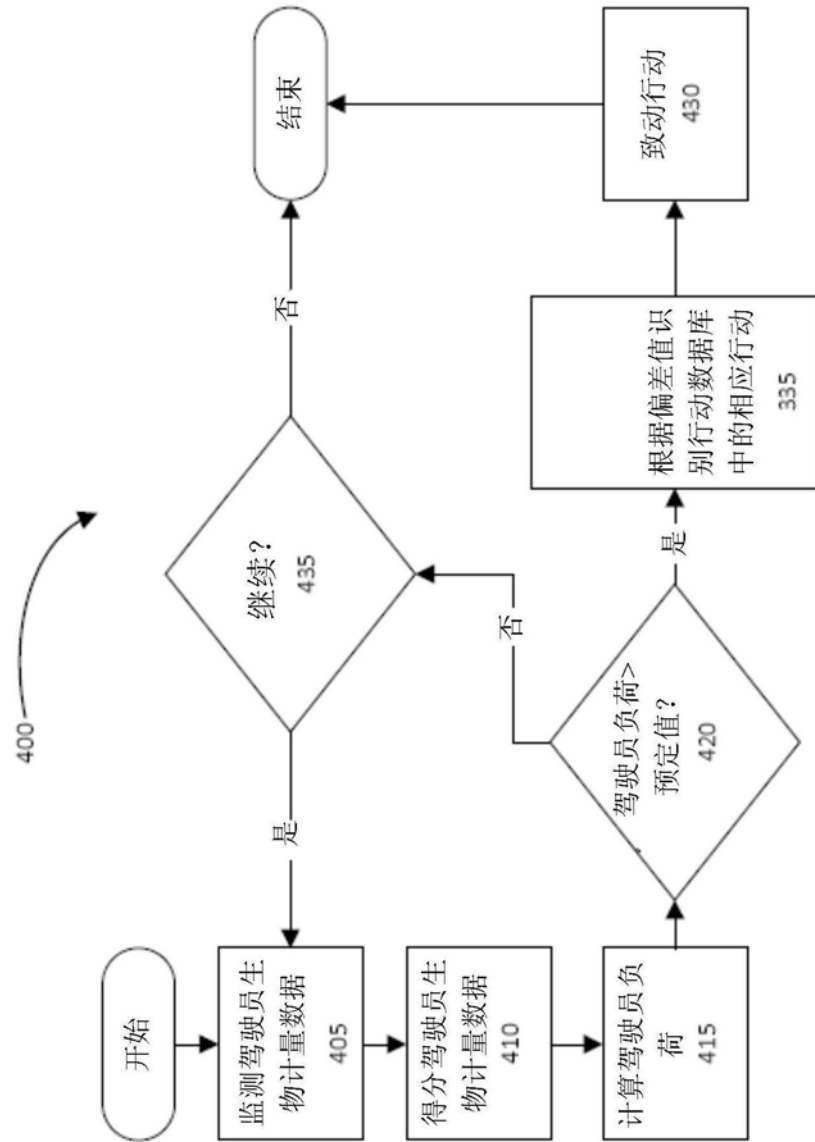 400
开始
监测驾驶员生
物计量数据
405
得分驾驶员生
物计量数据
410
计算驾驶员负
荷
415
驾驶员负荷>
预定值？
420
是
否
根据偏差值识
别行动数据库
中的相应行动
335
致动行动
430
继续？
435
是
否
结束